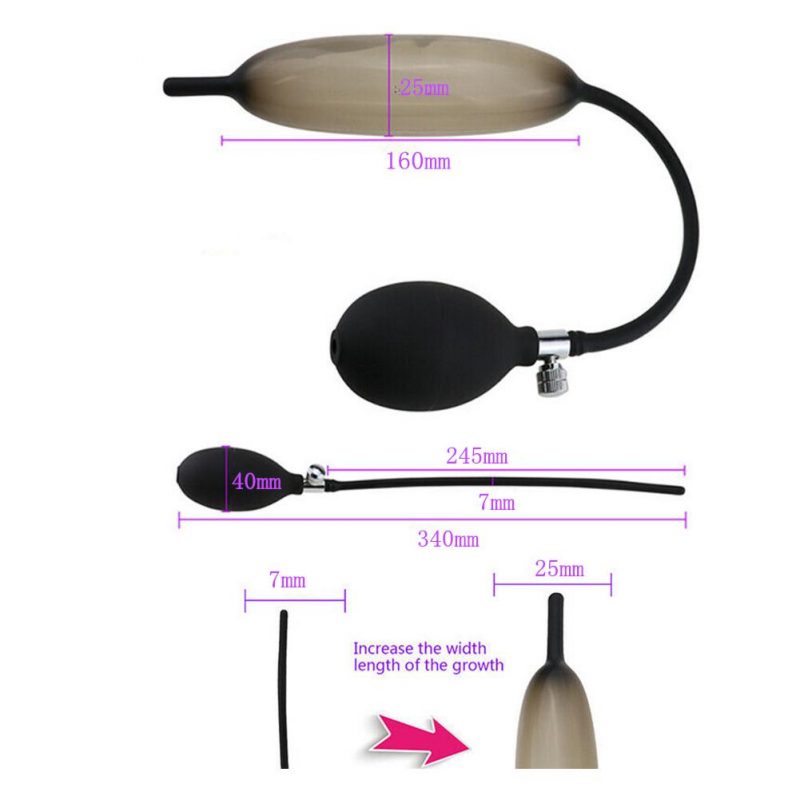 25mm
160mm
245mm
40mm
7mm
340mm
7mm
25mm
Increase the width
length of the growth